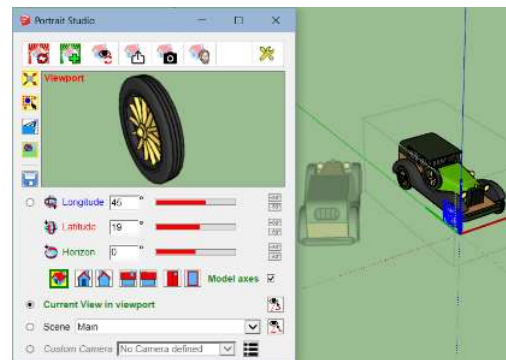 Portrait Studio
Viewport
Longitude 45 °
Latitude 19 °
Horizon 0 °
Model axes
Current View in viewport
Scene Main
Custom Camera No Camera defined